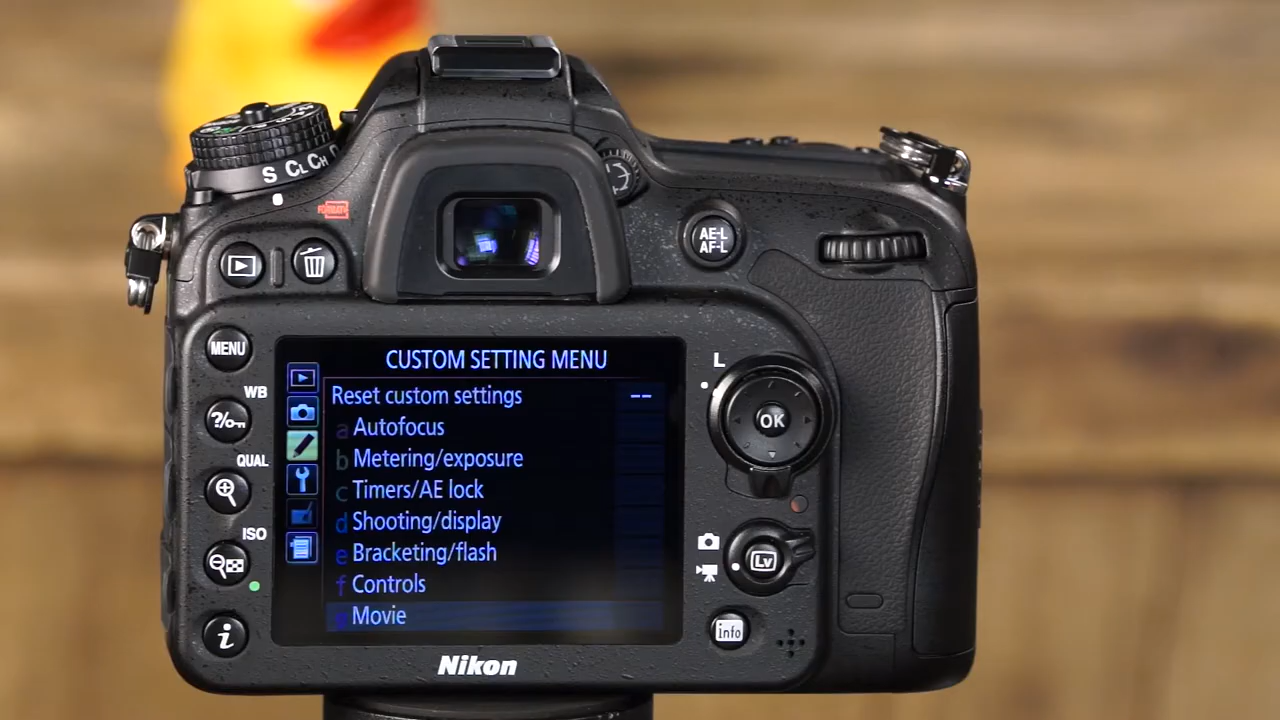 S CL CH
FORMAT
AE-L
AF-L
MENU
WB
?
QUAL
ISO
i
CUSTOM SETTING MENU
Reset custom settings --
a Autofocus
b Metering/exposure
c Timers/AE lock
d Shooting/display
e Bracketing/flash
f Controls
g Movie
L
OK
Lv
info
Nikon